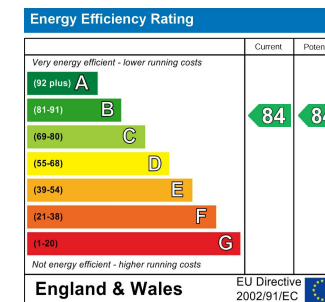 Energy Efficiency Rating
Current
Very energy efficient - lower running costs
(92 plus) A
(81-91) B
84
(69-80) C
(55-68) D
(39-54) E
(21-38) F
(1-20) G
Not energy efficient - higher running costs
England & Wales
EU Directive
2002/91/EC